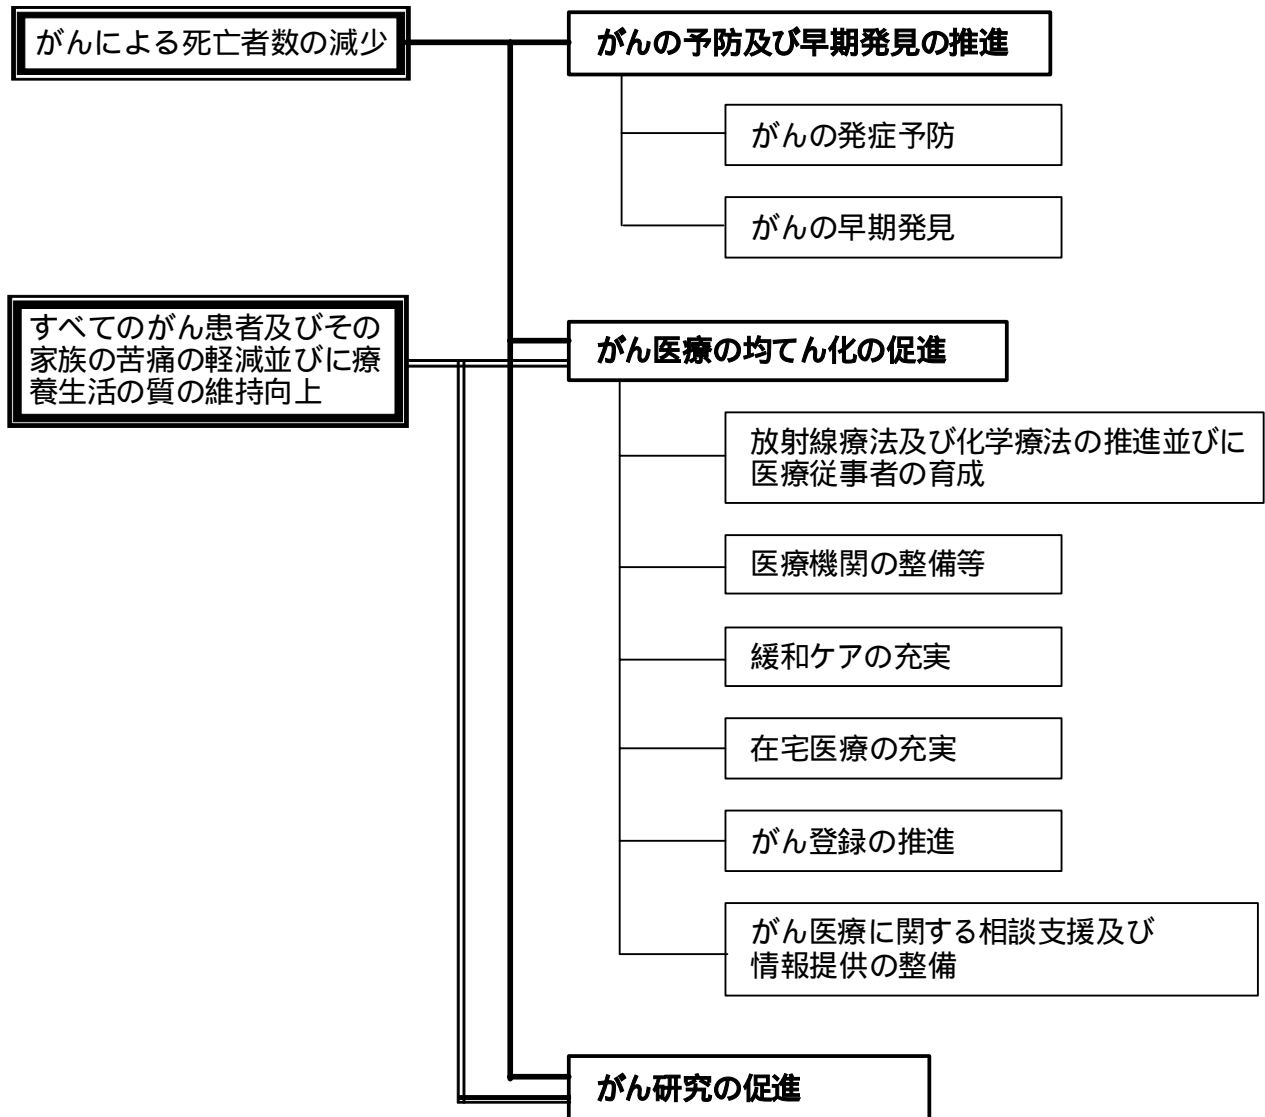 がんによる死亡者数の減少
がんの予防及び早期発見の推進
がんの発症予防
がんの早期発見
すべてのがん患者及びその
家族の苦痛の軽減並びに療
養生活の質の維持向上
がん医療の均てん化の促進
放射線療法及び化学療法の推進並びに
医療従事者の育成
医療機関の整備等
緩和ケアの充実
在宅医療の充実
がん登録の推進
がん医療に関する相談支援及び
情報提供の整備
がん研究の促進